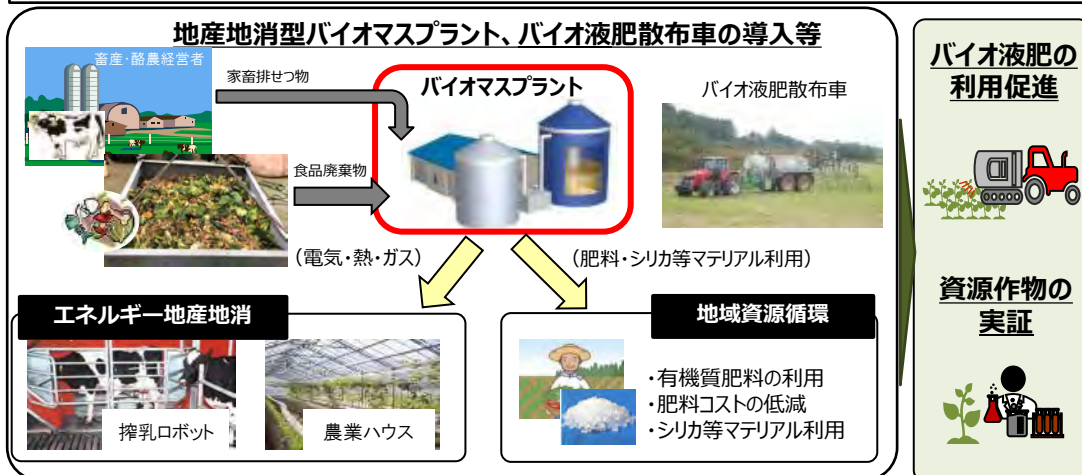 地産地消型バイオマスプラント、バイオ液肥散布車の導入等
畜産・酪農経営者
家畜排せつ物
バイオマスプラント
バイオ液肥散布車
食品廃棄物
（電気・熱・ガス）
（肥料・シリカ等マテリアル利用）
エネルギー地産地消
搾乳ロボット
農業ハウス
地域資源循環
・有機質肥料の利用
・肥料コストの低減
・シリカ等マテリアル利用
バイオ液肥の
利用促進
資源作物の
実証